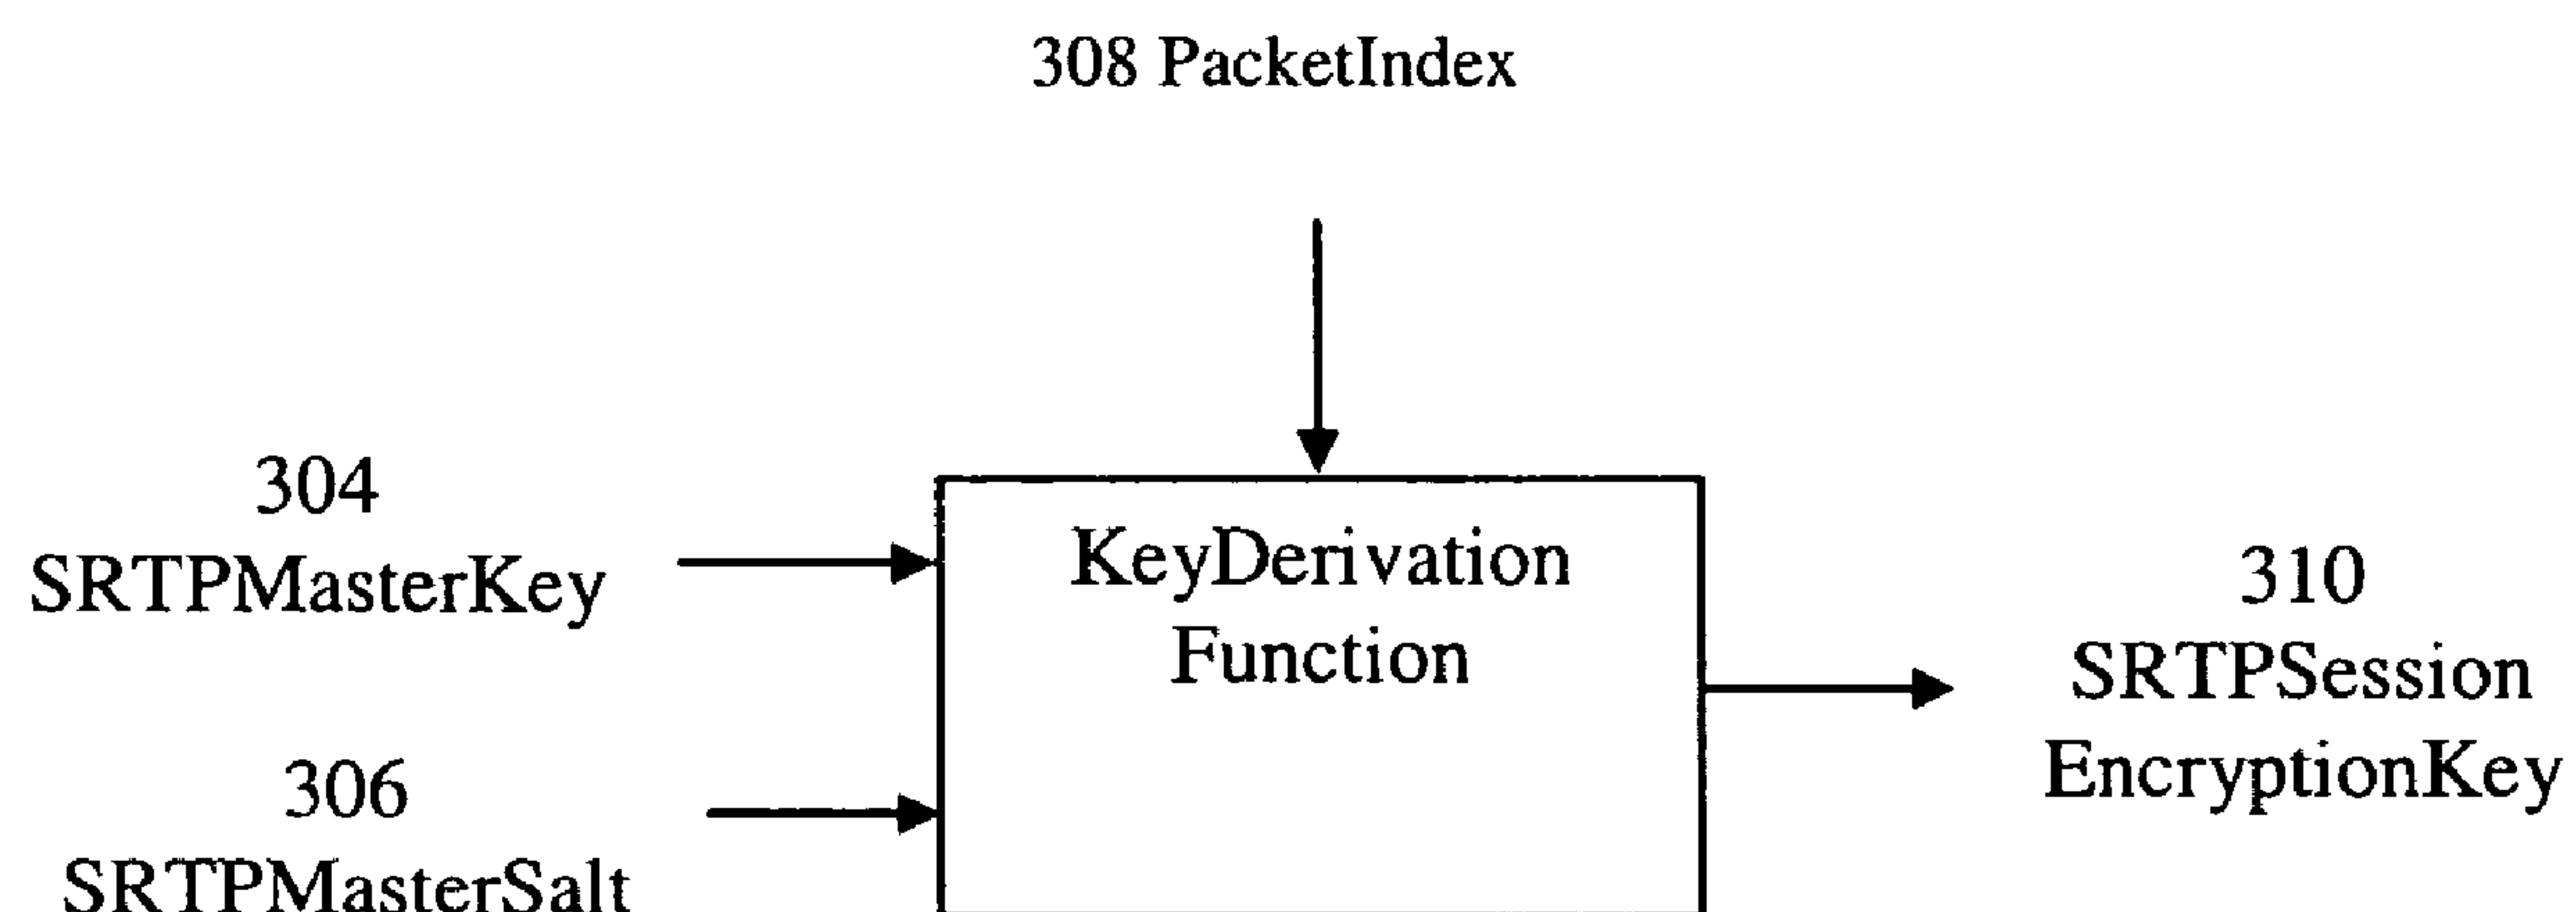 308 PacketIndex
304
SRTPMasterKey
KeyDerivation
Function
310
SRTPSession
EncryptionKey
306
SRTPMasterSalt